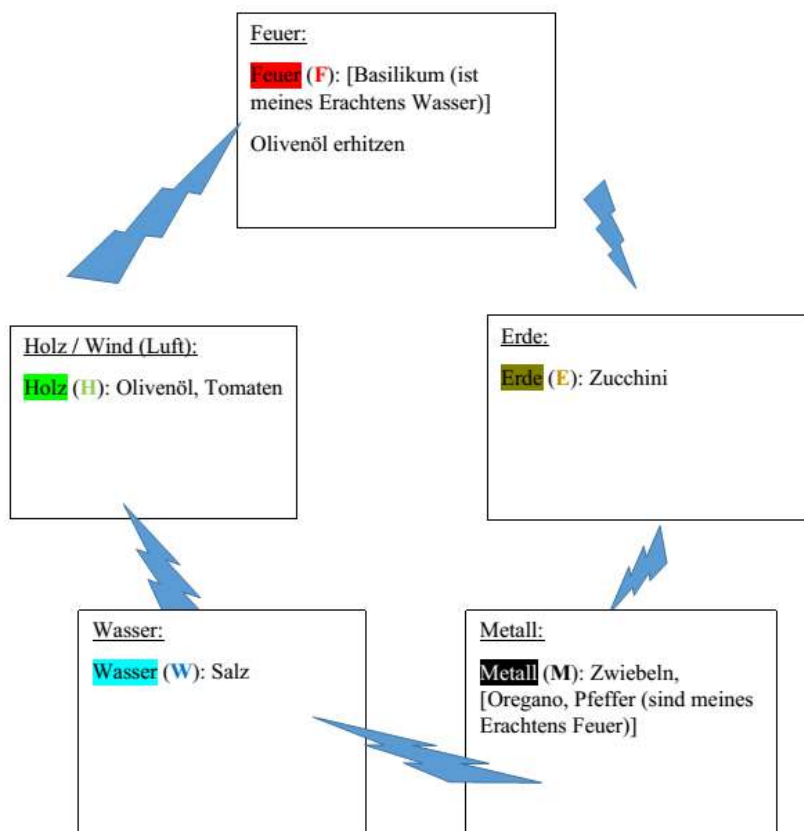 Feuer:
Feuer (F): [Basilikum (ist
meines Erachtens Wasser)]
Olivenöl erhitzen
Holz / Wind (Luft):
Holz (H): Olivenöl, Tomaten
Erde:
Erde (E): Zucchini
Wasser:
Wasser (W): Salz
Metall:
Metall (M): Zwiebeln,
[Oregano, Pfeffer (sind meines
Erachtens Feuer)]